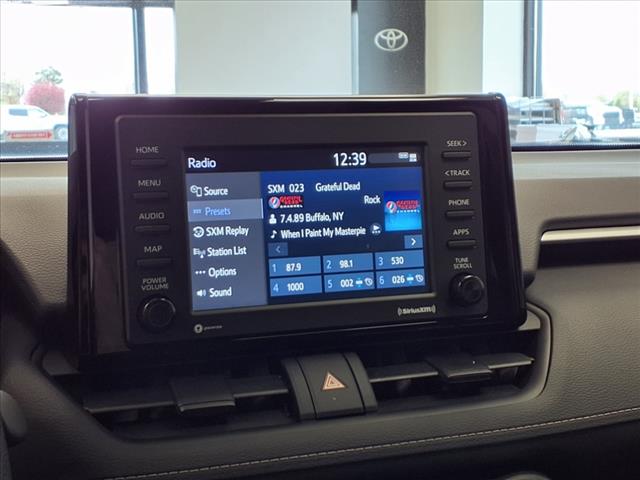 HOME
MENU
AUDIO
MAP
POWER
VOLUME
Radio
12:39
Source
Presets
SXM Replay
Station List
Options
Sound
SXM 023 Grateful Dead
Rock
7.4.89 Buffalo, NY
When I Paint My Masterpie
1 87.9
2 98.1
3 530
4 1000
5 002
6 026
SiriusXM
SEEK>
<TRACK
PHONE
APPS
TUNE
SCROLL